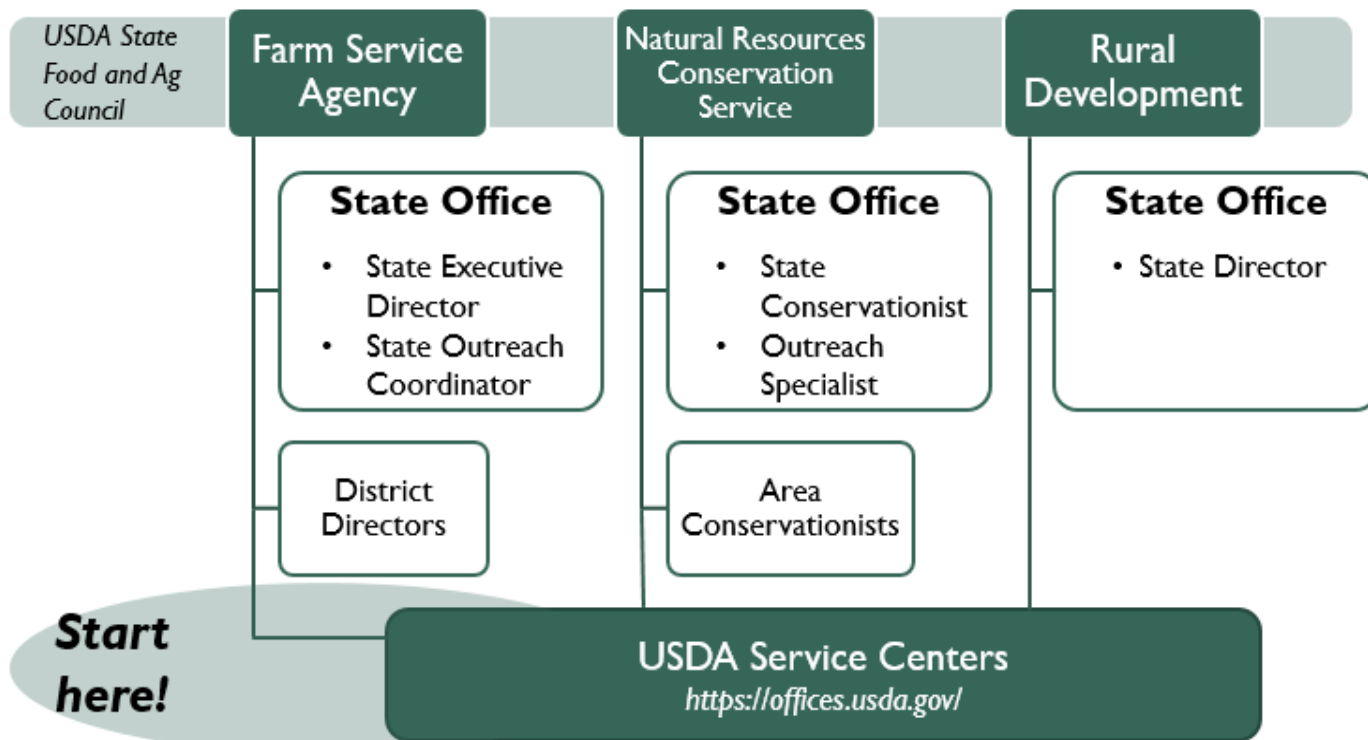 USDA State
Food and Ag
Council
Farm Service
Agency
Natural Resources
Conservation
Service
Rural
Development
State Office
• State Executive
Director
• State Outreach
Coordinator
State Office
• State
Conservationist
• Outreach
Specialist
State Office
• State Director
District
Directors
Area
Conservationists
Start
here!
USDA Service Centers
https://offices.usda.gov/